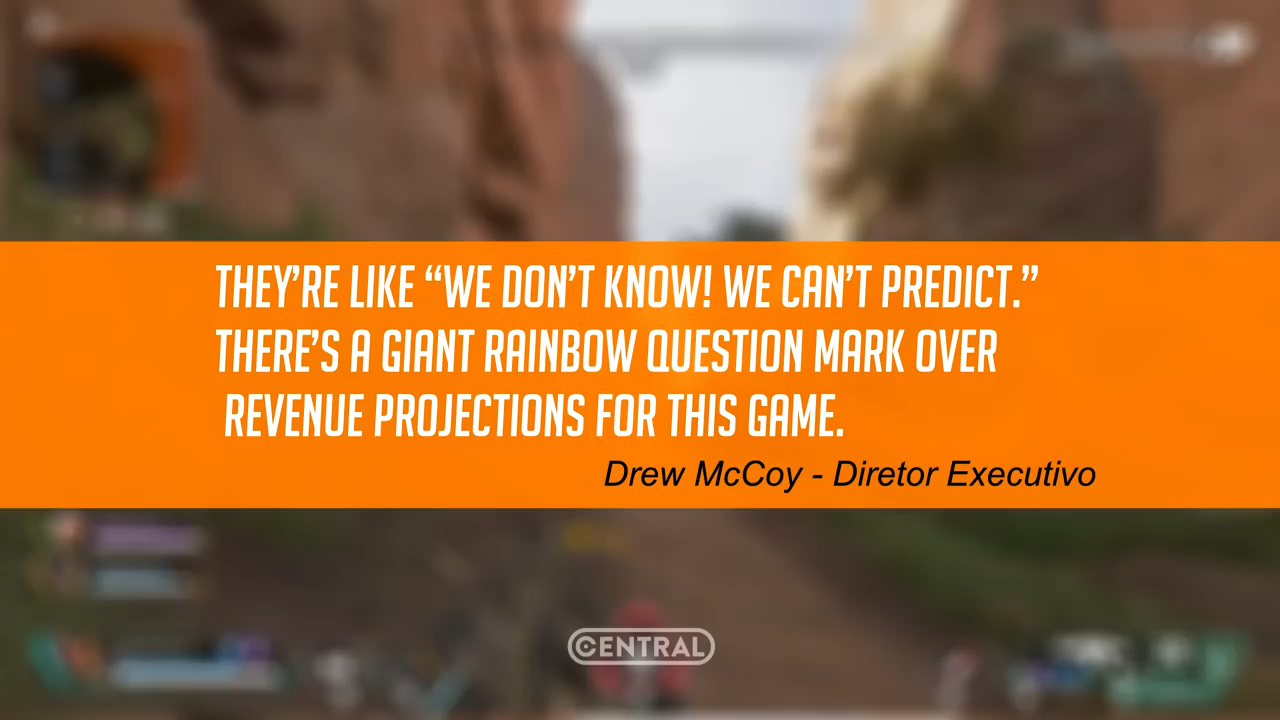 THEY'RE LIKE “WE DON'T KNOW! WE CAN'T PREDICT.”
THERE'S A GIANT RAINBOW QUESTION MARK OVER
REVENUE PROJECTIONS FOR THIS GAME.
Drew McCoy - Diretor Executivo
CENTRAL